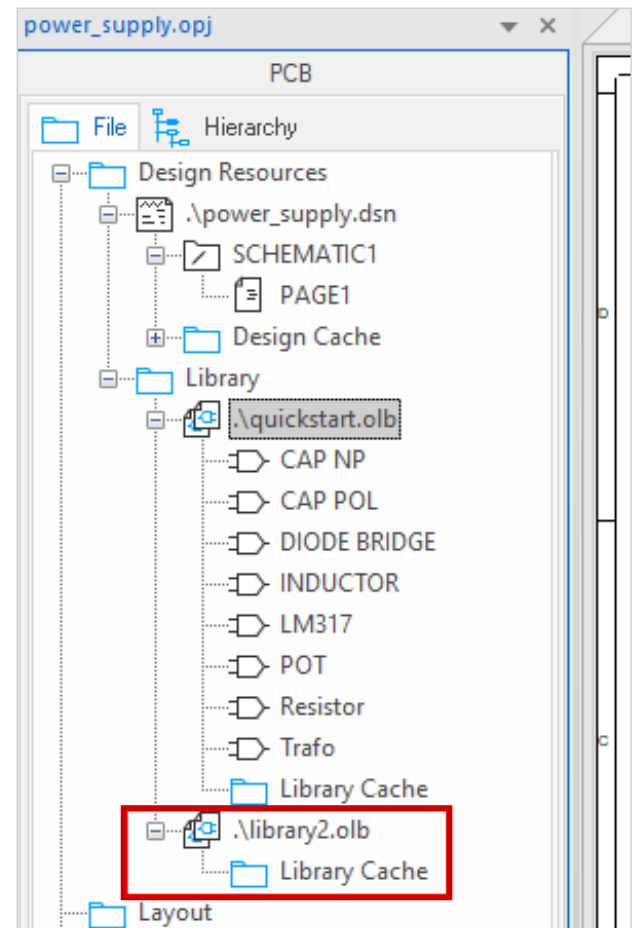 power_supply.opj
PCB
File Hierarchy
Design Resources
.\power_supply.dsn
SCHEMATIC1
PAGE1
Design Cache
Library
.\quickstart.olb
CAP NP
CAP POL
DIODE BRIDGE
INDUCTOR
LM317
POT
Resistor
Trafo
Library Cache
.\library2.olb
Library Cache
Layout
D
C